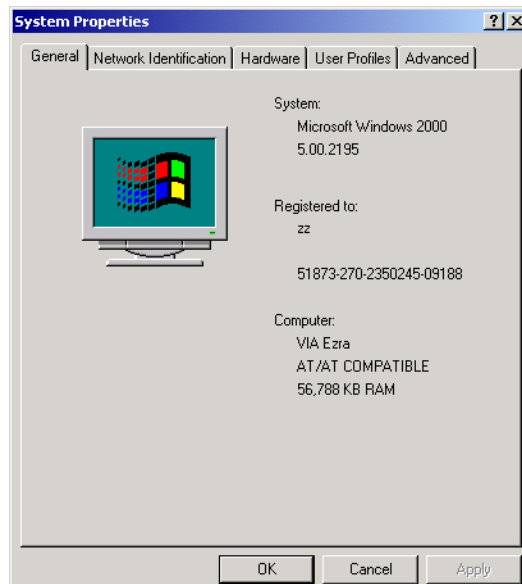 System Properties
General Network Identification Hardware User Profiles Advanced
System:
Microsoft Windows 2000
5.00.2195
Registered to:
zz
51873-270-2350245-09188
Computer:
VIA Ezra
AT/AT COMPATIBLE
56,788 KB RAM
OK Cancel Apply